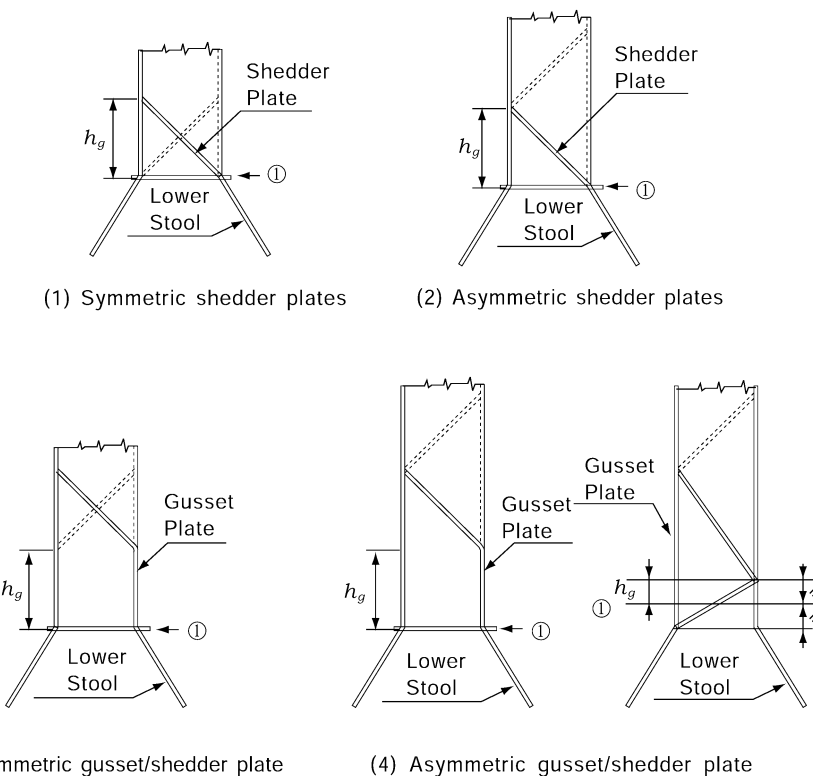 Shedder
Plate
h_g
①
Lower
Stool
(1) Symmetric shedder plates
Shedder
Plate
h_g
①
Lower
Stool
(2) Asymmetric shedder plates
Gusset
Plate
h_g
①
Lower
Stool
mmetric gusset/shedder plate
Gusset
Plate
h_g
①
Lower
Stool
Gusset
Plate
h_g
①
Lower
Stool
(4) Asymmetric gusset/shedder plate